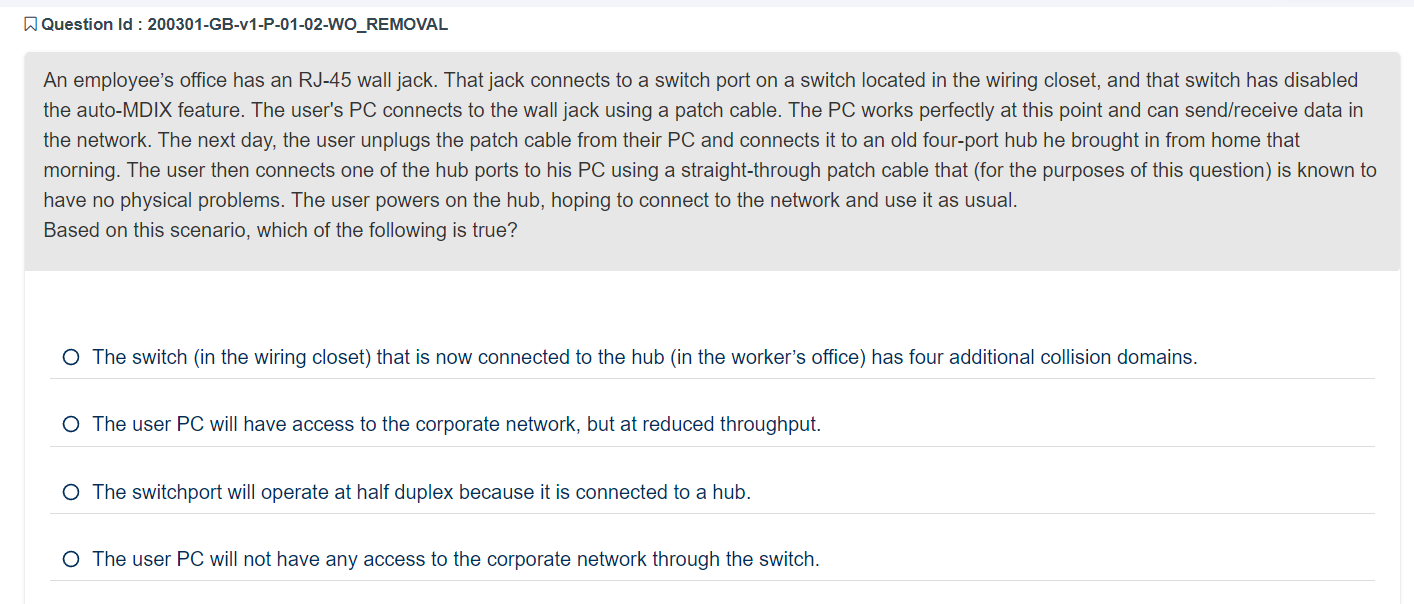 Question Id : 200301-GB-v1-P-01-02-WO_REMOVAL
An employee’s office has an RJ-45 wall jack. That jack connects to a switch port on a switch located in the wiring closet, and that switch has disabled
the auto-MDIX feature. The user's PC connects to the wall jack using a patch cable. The PC works perfectly at this point and can send/receive data in
the network. The next day, the user unplugs the patch cable from their PC and connects it to an old four-port hub he brought in from home that
morning. The user then connects one of the hub ports to his PC using a straight-through patch cable that (for the purposes of this question) is known to
have no physical problems. The user powers on the hub, hoping to connect to the network and use it as usual.
Based on this scenario, which of the following is true?
The switch (in the wiring closet) that is now connected to the hub (in the worker’s office) has four additional collision domains.
The user PC will have access to the corporate network, but at reduced throughput.
The switchport will operate at half duplex because it is connected to a hub.
The user PC will not have any access to the corporate network through the switch.